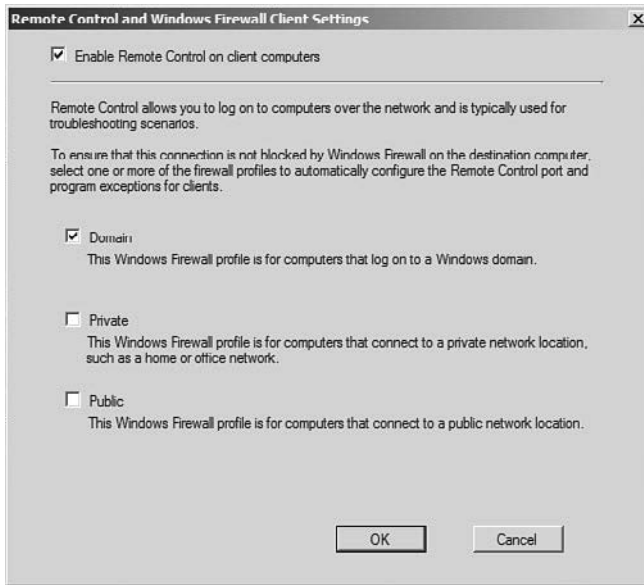 Remote Control and Windows Firewall Client Settings
Enable Remote Control on client computers
Remote Control allows you to log on to computers over the network and is typically used for
troubleshooting scenarios.
To ensure that this connection is not blocked by Windows Firewall on the destination computer,
select one or more of the firewall profiles to automatically configure the Remote Control port and
program exceptions for clients.
Domain
This Windows Firewall profile is for computers that log on to a Windows domain.
Private
This Windows Firewall profile is for computers that connect to a private network location,
such as a home or office network.
Public
This Windows Firewall profile is for computers that connect to a public network location.
OK
Cancel